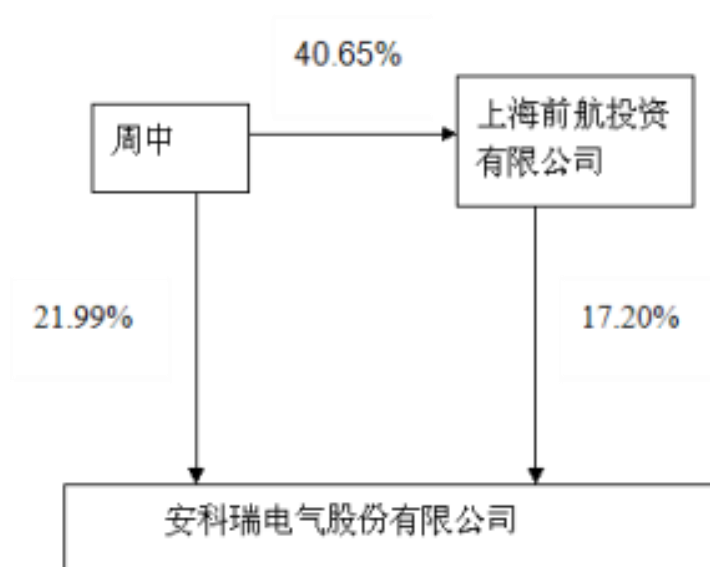 40.65%
周中
上海前航投资
有限公司
21.99%
17.20%
安科瑞电气股份有限公司